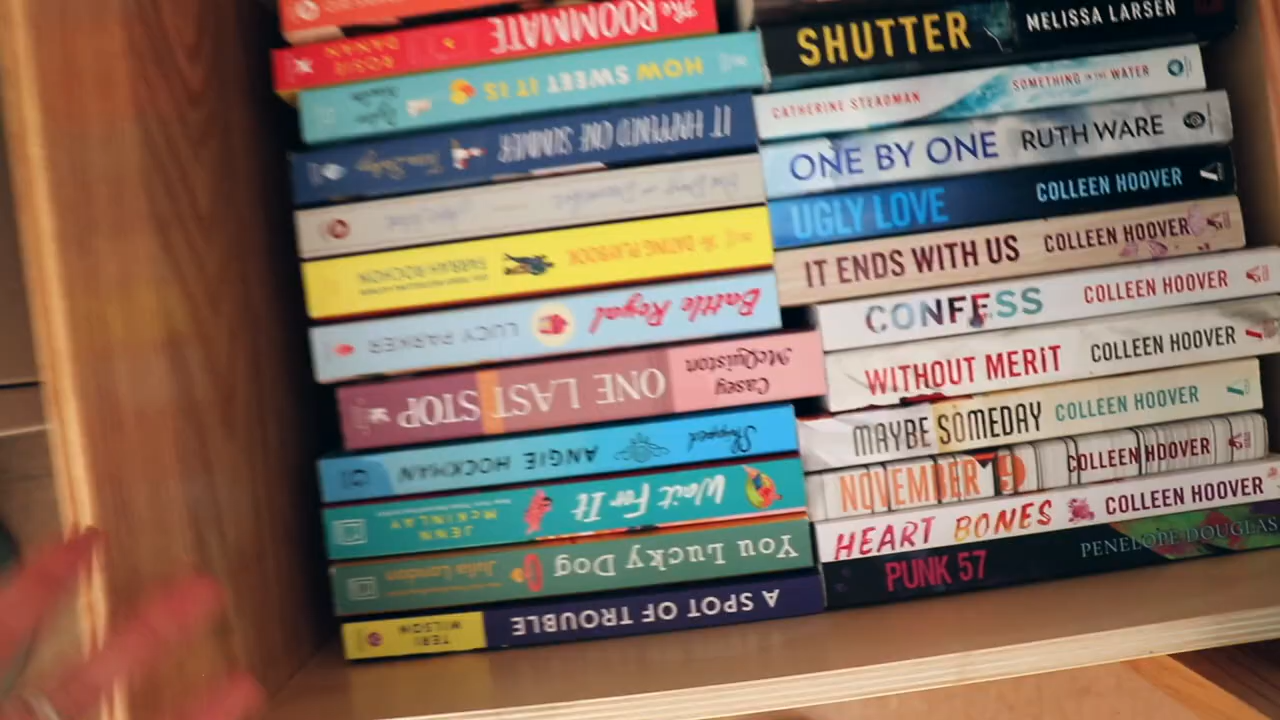 The ROOMMATE
ROSIE DANAN
HOW SWEET IT IS
IT HAPPENED ONE SUMMER
Tessa Bailey
THE DATING PLAYBOOK
FARRAH ROCHON
Battle Royal
LUCY PARKER
Casey McQuiston
ONE LAST STOP
Shipped
ANGIE HOCKMAN
Wait For It
JENN McKINLAY
You Lucky Dog
Julia London
A SPOT OF TROUBLE
TERI WILSON
SHUTTER MELISSA LARSEN
CATHERINE STEADMAN SOMETHING IN THE WATER
ONE BY ONE RUTH WARE
UGLY LOVE COLLEEN HOOVER
IT ENDS WITH US COLLEEN HOOVER
CONFESS COLLEEN HOOVER
WITHOUT MERIT COLLEEN HOOVER
MAYBE SOMEDAY COLLEEN HOOVER
NOVEMBER 9 COLLEEN HOOVER
HEART BONES COLLEEN HOOVER
PUNK 57 PENELOPE DOUGLAS